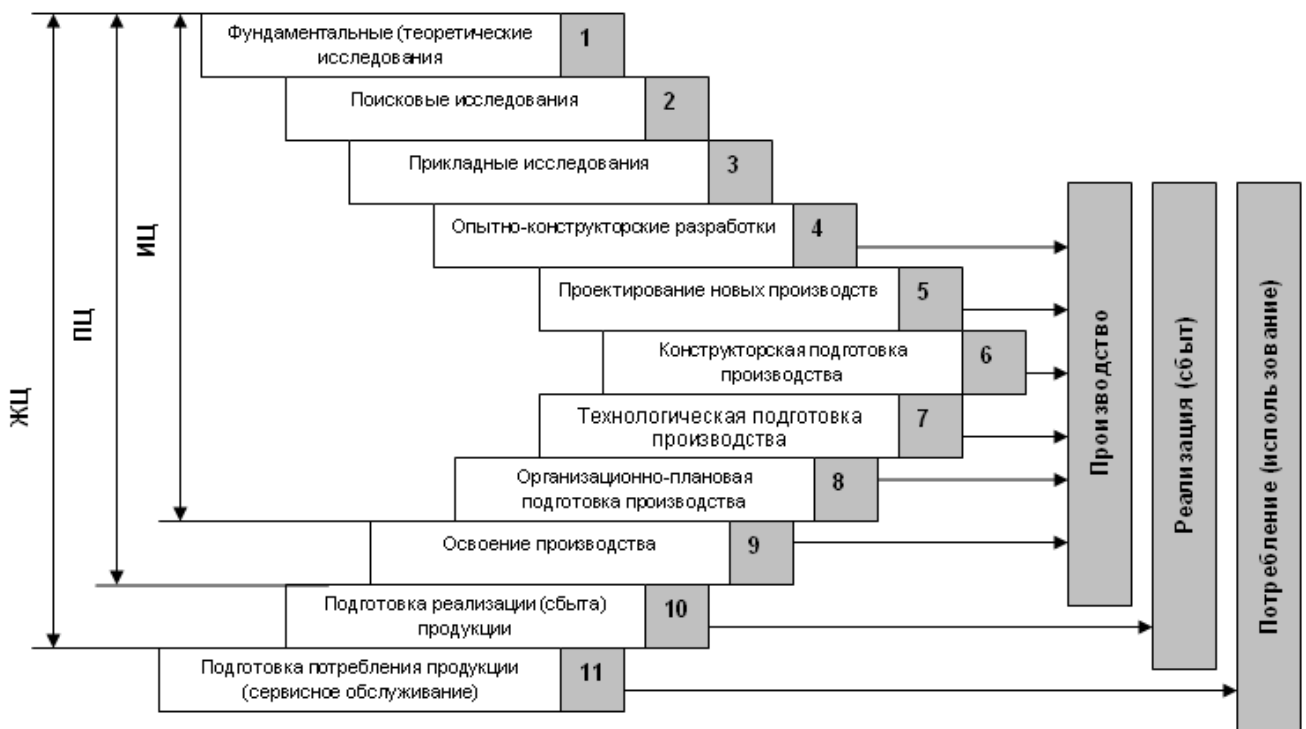 Фундаментальные (теоретические
исследования
1
Поисковые исследования
2
Прикладные исследования
3
Опытно-конструкторские разработки
4
Проектирование новых производств
5
Конструкторская подготовка
производства
6
Технологическая подготовка
производства
7
Организационно-плановая
подготовка производства
8
Освоение производства
9
Подготовка реализации (сбыта)
продукции
10
Подготовка потребления продукции
(сервисное обслуживание)
11
ЖЦ
ПЦ
ИЦ
Производство
Реализация (сбыт)
Потребление (использование)